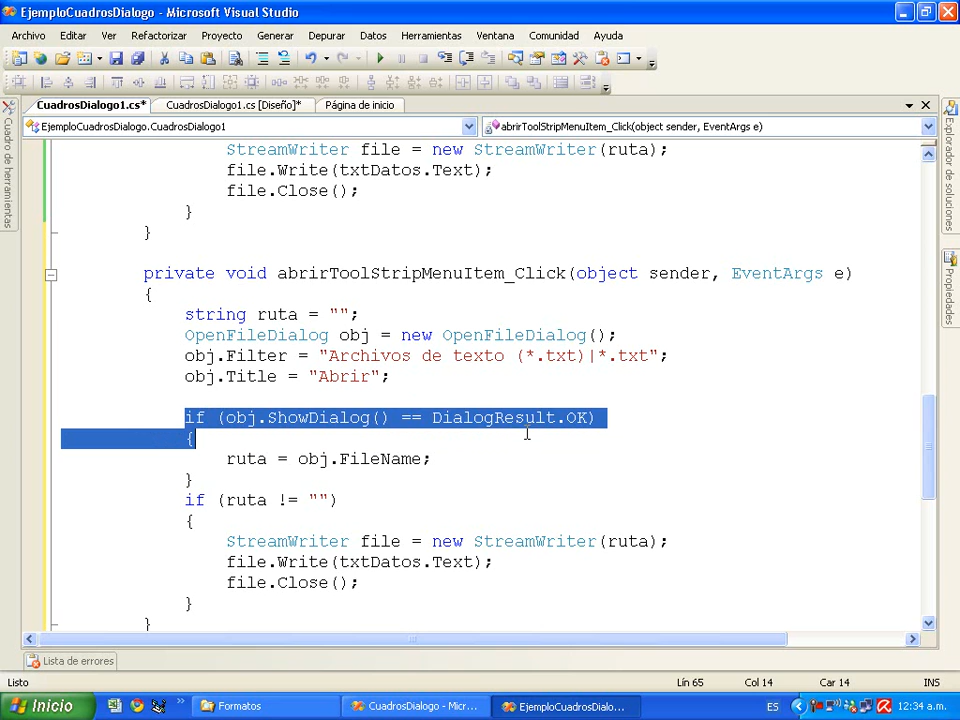 EjemploCuadrosDialogo - Microsoft Visual Studio
Archivo Editar Ver Refactorizar Proyecto Generar Depurar Datos Herramientas Ventana Comunidad Ayuda
CuadrosDialogo1.cs* CuadrosDialogo1.cs [Diseño]* Página de inicio
EjemploCuadrosDialogo.CuadrosDialogo1 abrirToolStripMenuItem_Click(object sender, EventArgs e)
Cuadro de herramientas
Explorador de soluciones
Propiedades
StreamWriter file = new StreamWriter(ruta);
file.Write(txtDatos.Text);
file.Close();
}
}
private void abrirToolStripMenuItem_Click(object sender, EventArgs e)
{
string ruta = "";
OpenFileDialog obj = new OpenFileDialog();
obj.Filter = "Archivos de texto (*.txt)|*.txt";
obj.Title = "Abrir";
if (obj.ShowDialog() == DialogResult.OK)
{
ruta = obj.FileName;
}
if (ruta != "")
{
StreamWriter file = new StreamWriter(ruta);
file.Write(txtDatos.Text);
file.Close();
}
}
Lista de errores
Listo Lín 65 Col 14 Car 14 INS
Inicio » Formatos CuadrosDialogo - Micr... EjemploCuadrosDialo... ES 12:34 a.m.